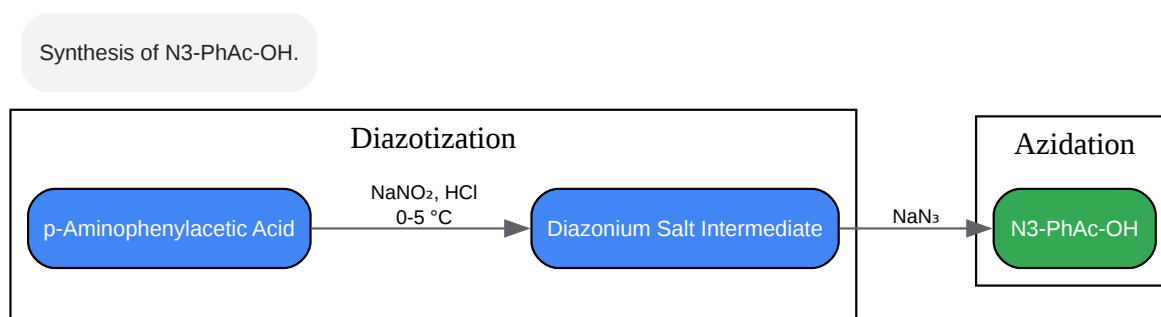 Synthesis of N3-PhAc-OH.
Diazotization
Azidation
NaNO₂, HCl
0-5 °C
p-Aminophenylacetic Acid
Diazonium Salt Intermediate
NaN₃
N3-PhAc-OH